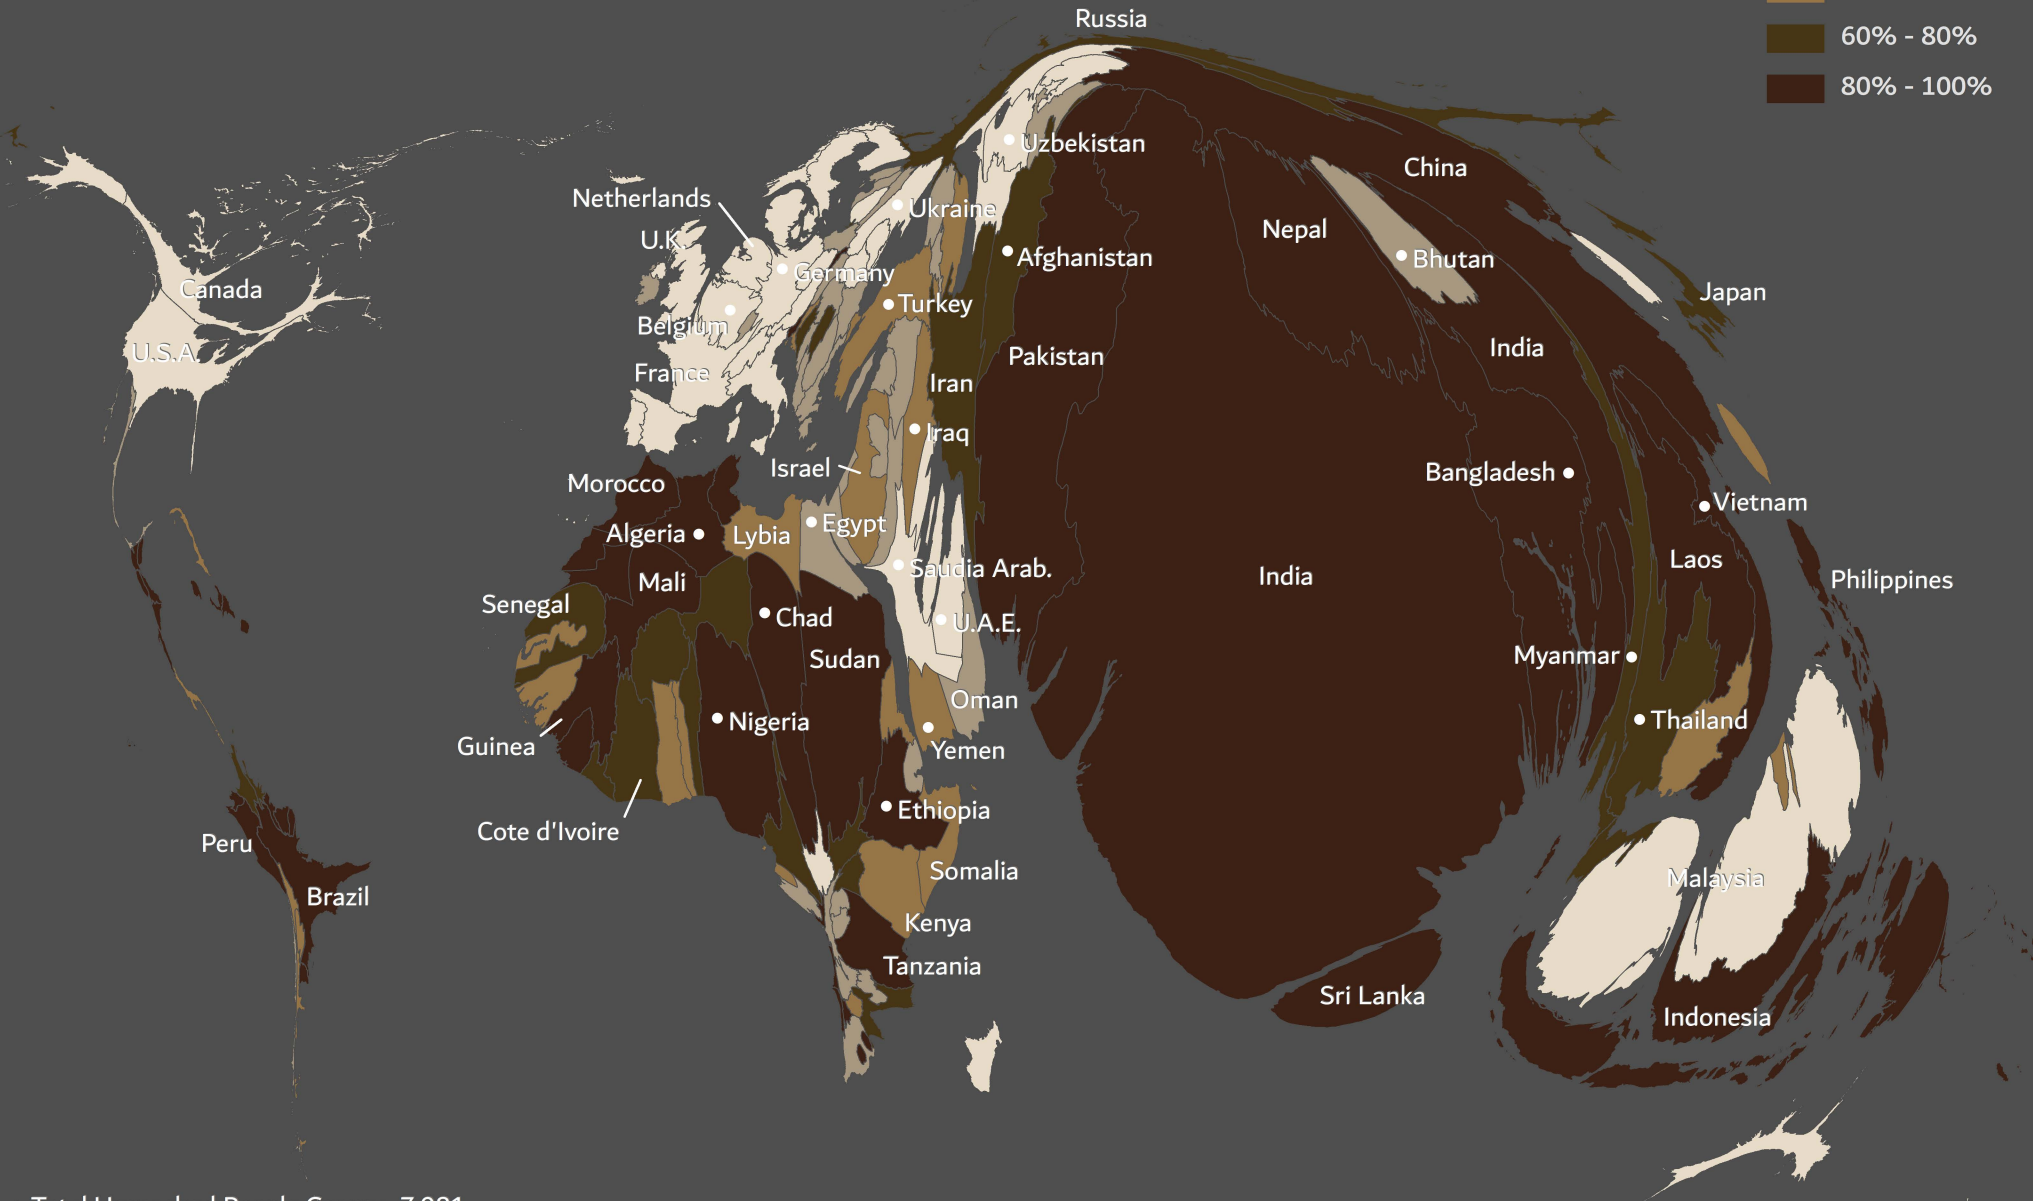 Russia
60% - 80%
80% - 100%
Uzbekistan
China
Netherlands
Ukraine
U.K.
Nepal
Afghanistan
Bhutan
Germany
Canada
Japan
Turkey
Belgium
India
U.S.A.
Pakistan
France
Iran
Iraq
Israel
Bangladesh
Morocco
Vietnam
Egypt
Algeria
Lybia
Laos
Saudia Arab.
India
Philippines
Mali
Senegal
Chad
U.A.E.
Myanmar
Sudan
Oman
Thailand
Nigeria
Guinea
Yemen
Ethiopia
Cote d'Ivoire
Peru
Somalia
Malaysia
Brazil
Kenya
Tanzania
Sri Lanka
Indonesia